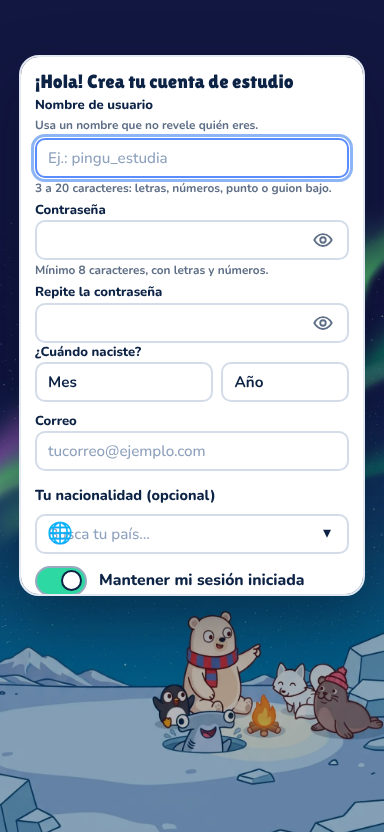 ¡Hola! Crea tu cuenta de estudio
Nombre de usuario
Usa un nombre que no revele quién eres.
Ej.: pingu_estudia
3 a 20 caracteres: letras, números, punto o guion bajo.
Contraseña
Mínimo 8 caracteres, con letras y números.
Repite la contraseña
¿Cuándo naciste?
Mes Año
Correo
tucorreo@ejemplo.com
Tu nacionalidad (opcional)
tu país...
Mantener mi sesión iniciada